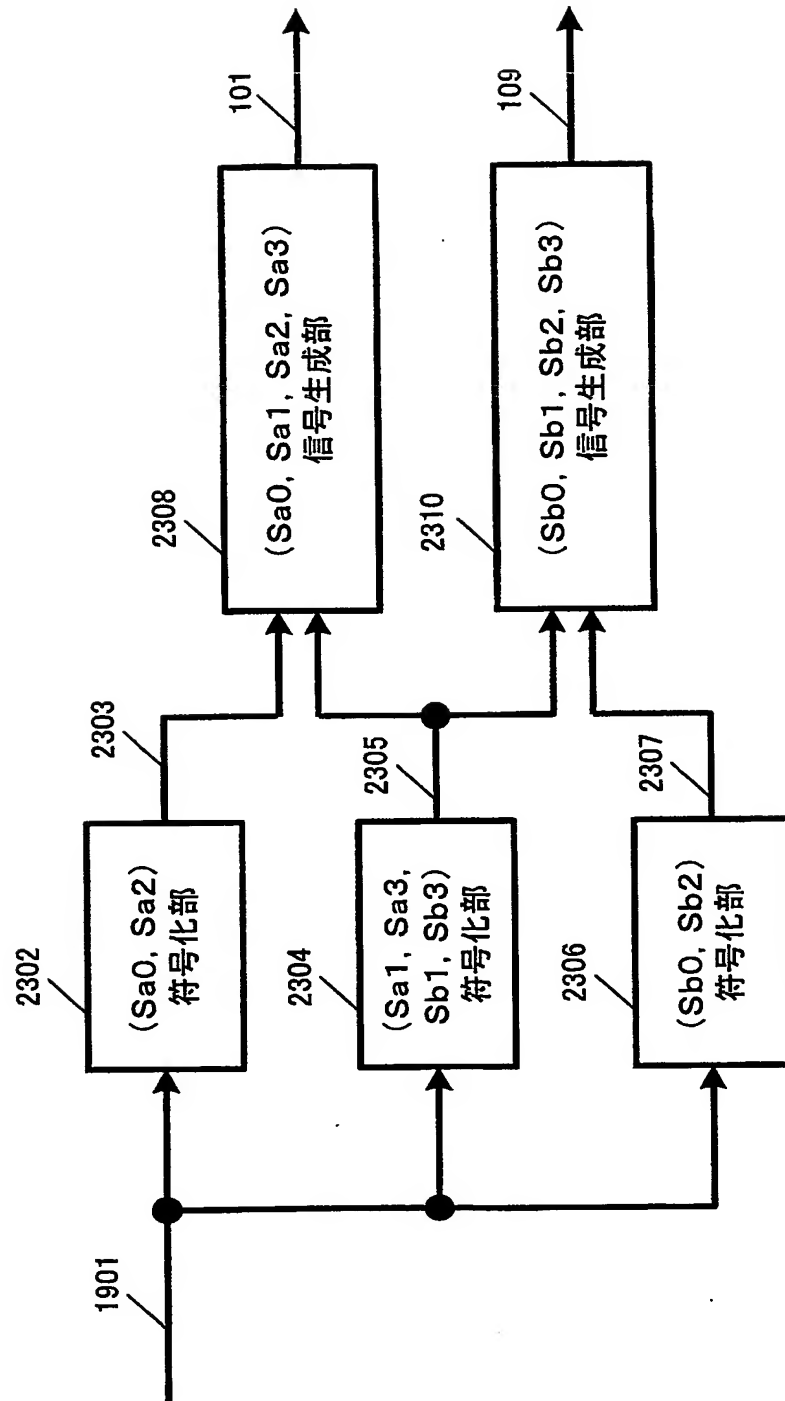 1901
2302
(Sa0, Sa2)
符号化部
2303
2304
(Sa1, Sa3,
Sb1, Sb3)
符号化部
2305
2306
(Sb0, Sb2)
符号化部
2307
2308
(Sa0, Sa1, Sa2, Sa3)
信号生成部
101
2310
(Sb0, Sb1, Sb2, Sb3)
信号生成部
109